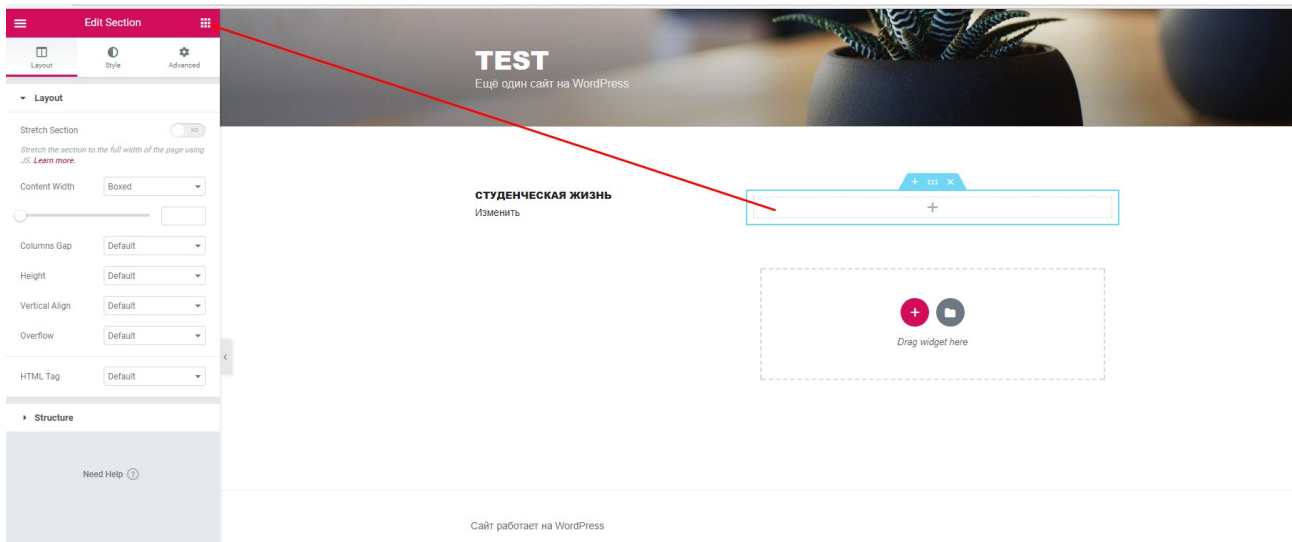 Edit Section
Layout
Style
Advanced
Layout
Stretch Section
NO
Stretch the section to the full width of the page using
JS. Learn more.
Content Width
Boxed
Columns Gap
Default
Height
Default
Vertical Align
Default
Overflow
Default
HTML Tag
Default
Structure
Need Help
TEST
Ещё один сайт на WordPress
СТУДЕНЧЕСКАЯ ЖИЗНЬ
Изменить
Drag widget here
Сайт работает на WordPress